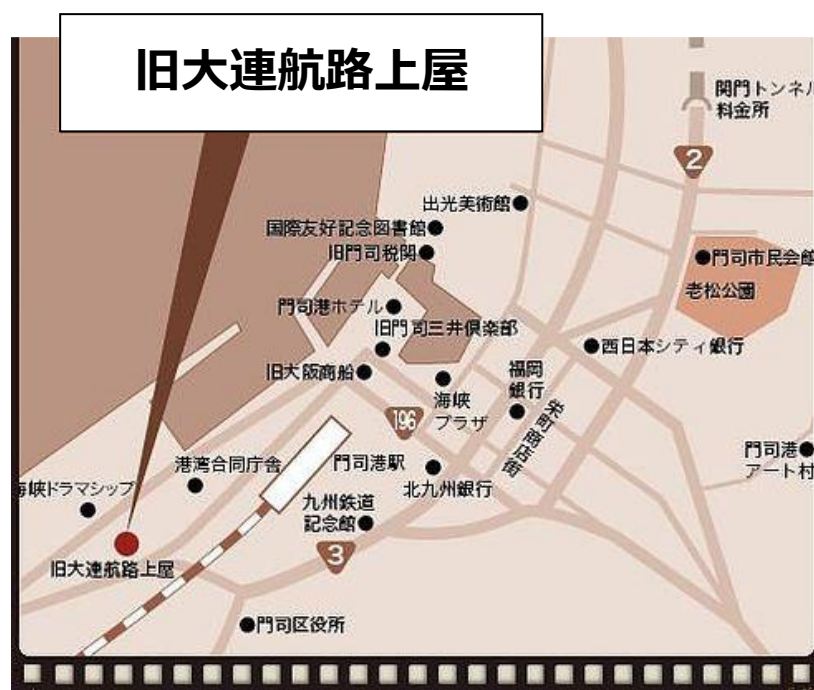 旧大連航路上屋
関門トンネル
料金所
2
出光美術館
国際友好記念図書館
旧門司税関
門司市民会館
老松公園
門司港ホテル
旧門司三井倶楽部
西日本シティ銀行
旧大阪商船
福岡
銀行
海峡
プラザ
栄町商店街
196
門司港
アート村
港湾合同庁舎
門司港駅
北九州銀行
海峡ドラマシップ
九州鉄道
記念館
3
旧大連航路上屋
門司区役所